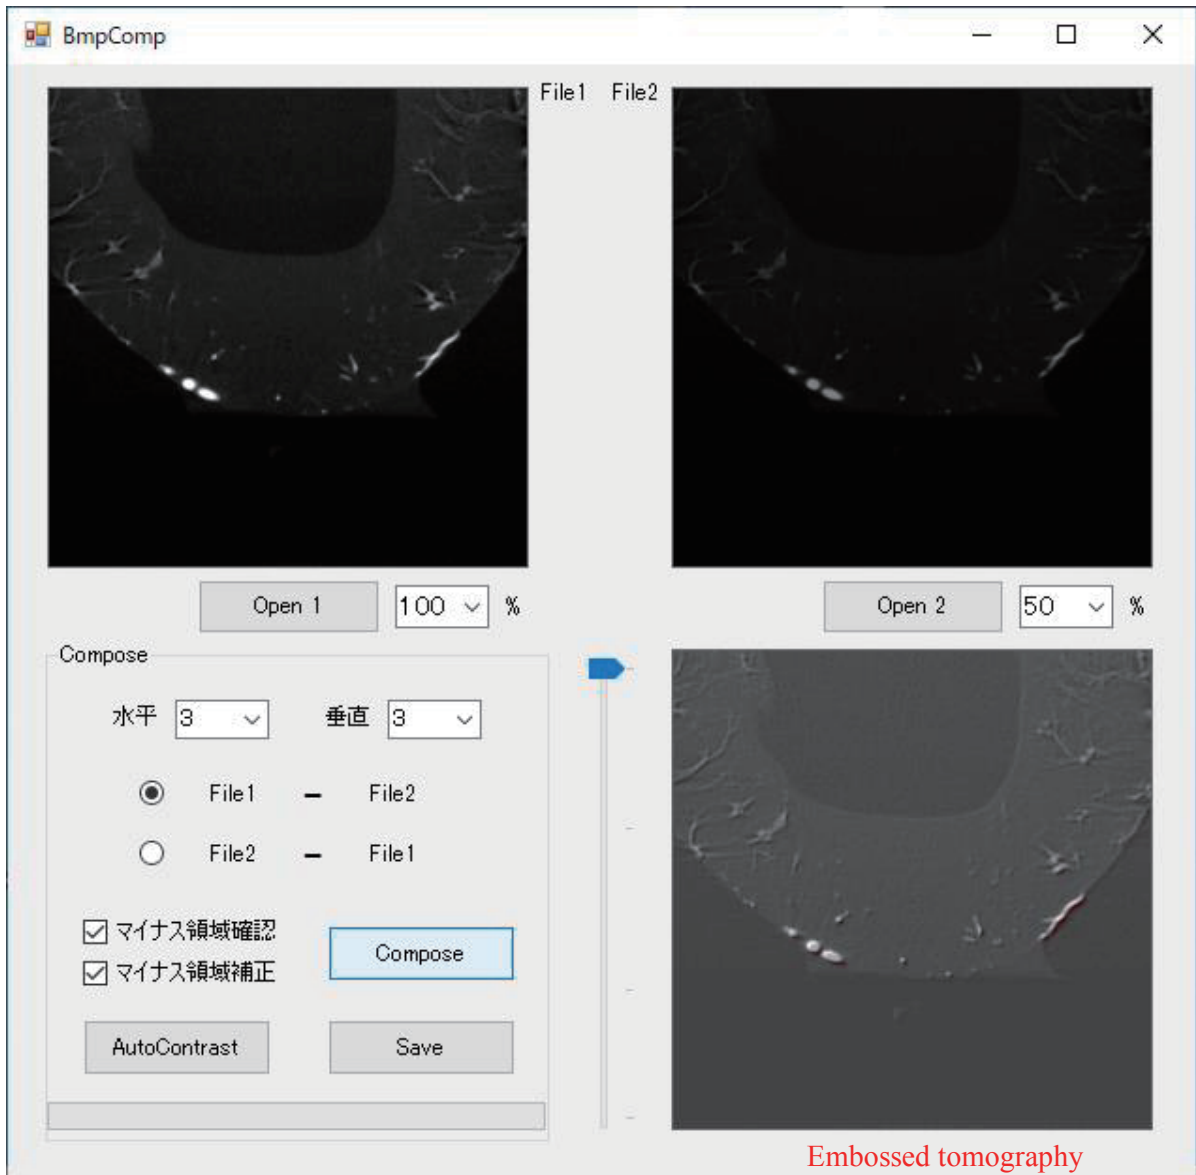 BmpComp
File1 File2
Open 1 100 % Open 2 50 %
Compose
水平 3 垂直 3
File1 – File2
File2 – File1
マイナス領域確認
マイナス領域補正
Compose
AutoContrast Save
Embossed tomography